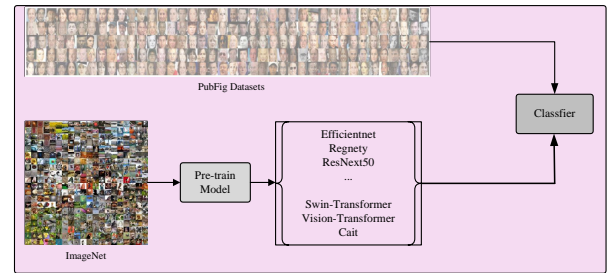 PubFig Datasets
Classfier
Efficientnet
Regnety
ResNext50
...
Pre-train
Model
Swin-Transformer
Vision-Transformer
Cait
ImageNet